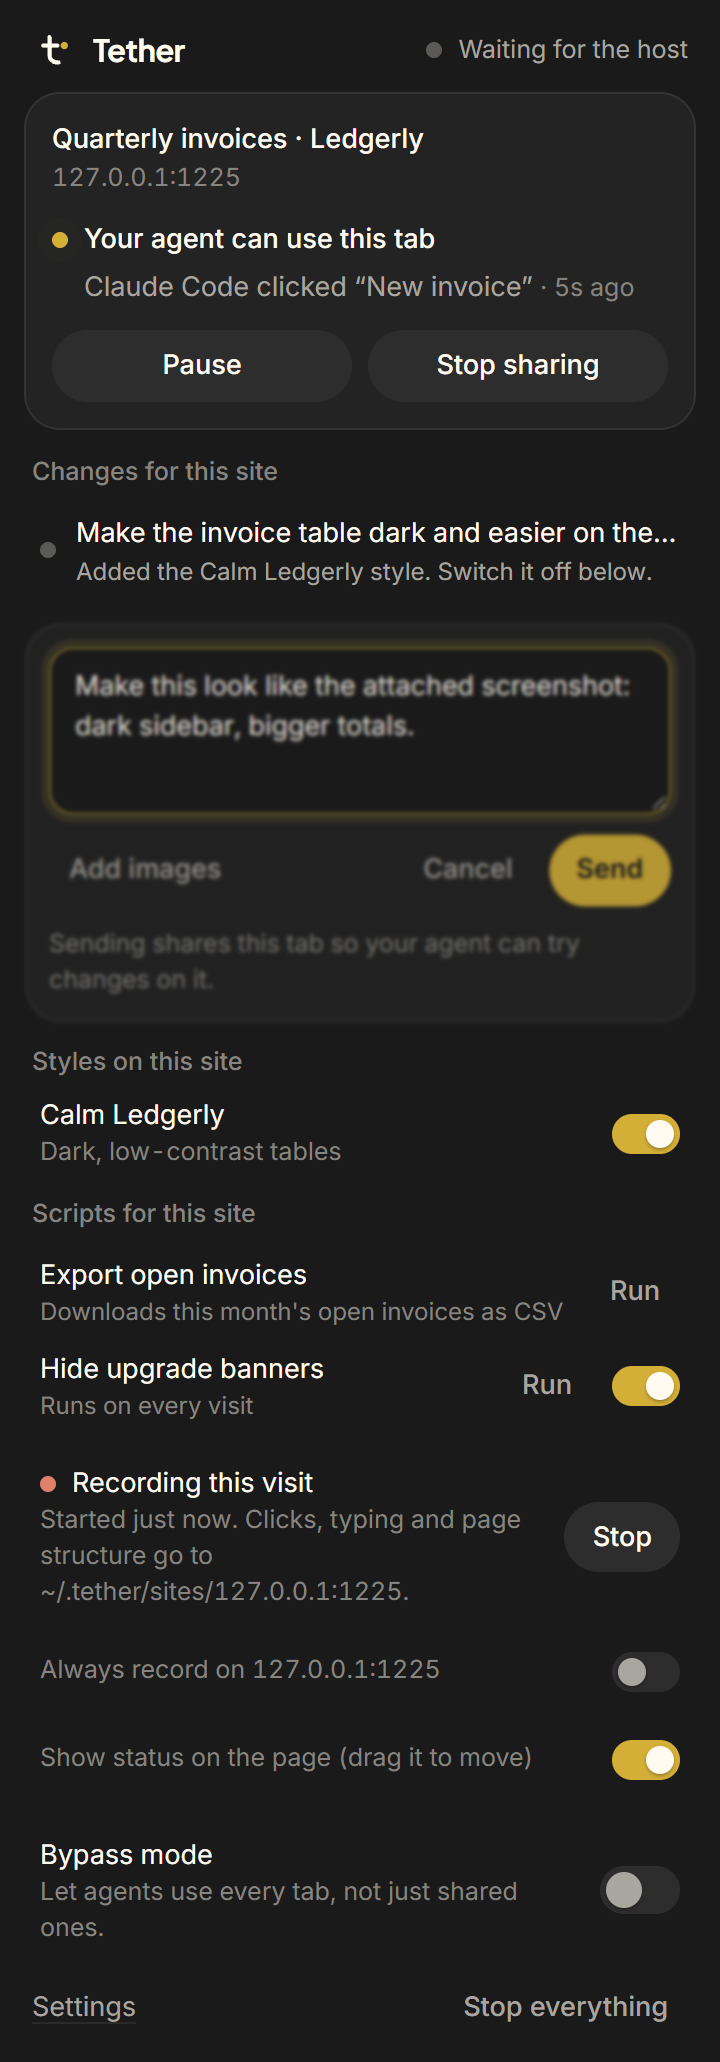 Tether
Waiting for the host
Quarterly invoices · Ledgerly
127.0.0.1:1225
Your agent can use this tab
Claude Code clicked “New invoice” · 5s ago
Pause
Stop sharing
Changes for this site
Make the invoice table dark and easier on the...
Added the Calm Ledgerly style. Switch it off below.
Make this look like the attached screenshot:
dark sidebar, bigger totals.
Add images
Cancel
Send
Sending shares this tab so your agent can try
changes on it.
Styles on this site
Calm Ledgerly
Dark, low-contrast tables
Scripts for this site
Export open invoices
Downloads this month's open invoices as CSV
Run
Hide upgrade banners
Runs on every visit
Run
Recording this visit
Started just now. Clicks, typing and page
structure go to
~/.tether/sites/127.0.0.1:1225.
Stop
Always record on 127.0.0.1:1225
Show status on the page (drag it to move)
Bypass mode
Let agents use every tab, not just shared
ones.
Settings
Stop everything